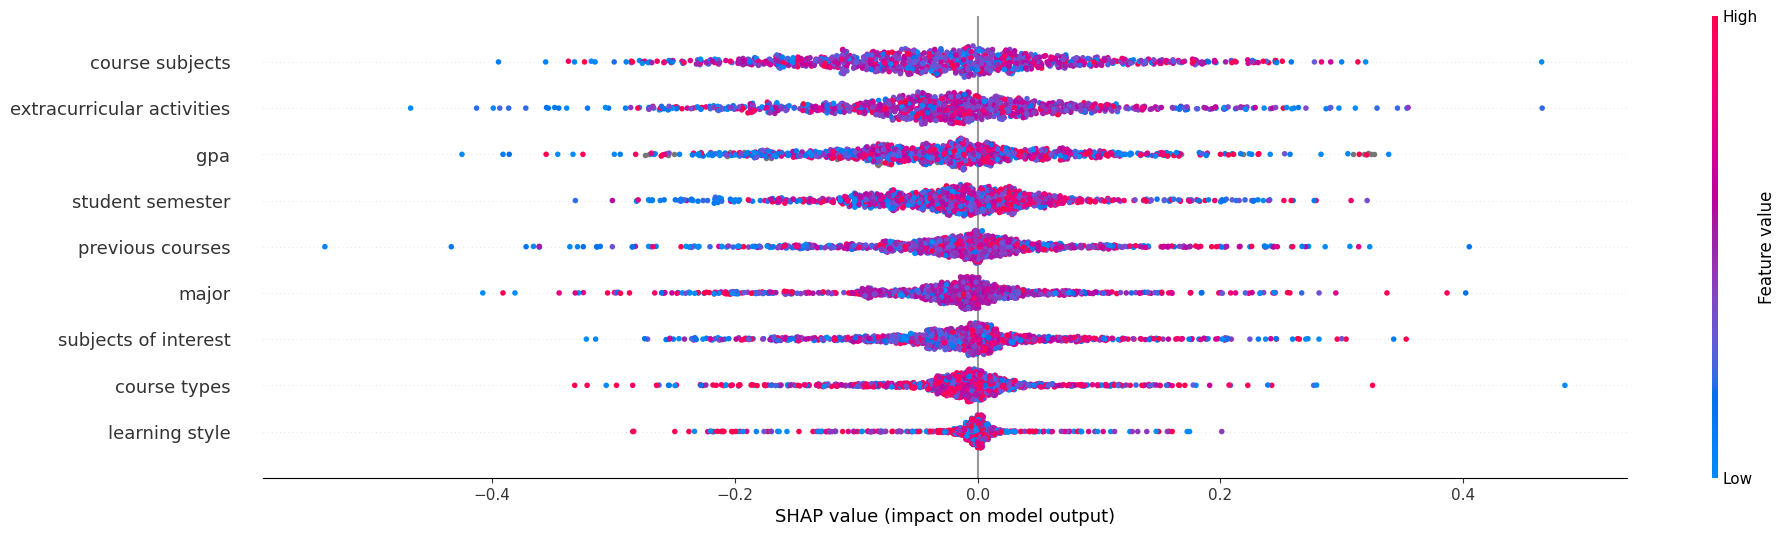 High
course subjects
extracurricular activities
gpa
student semester
previous courses
major
subjects of interest
course types
learning style
Feature value
Low
−0.4 −0.2 0.0 0.2 0.4
SHAP value (impact on model output)